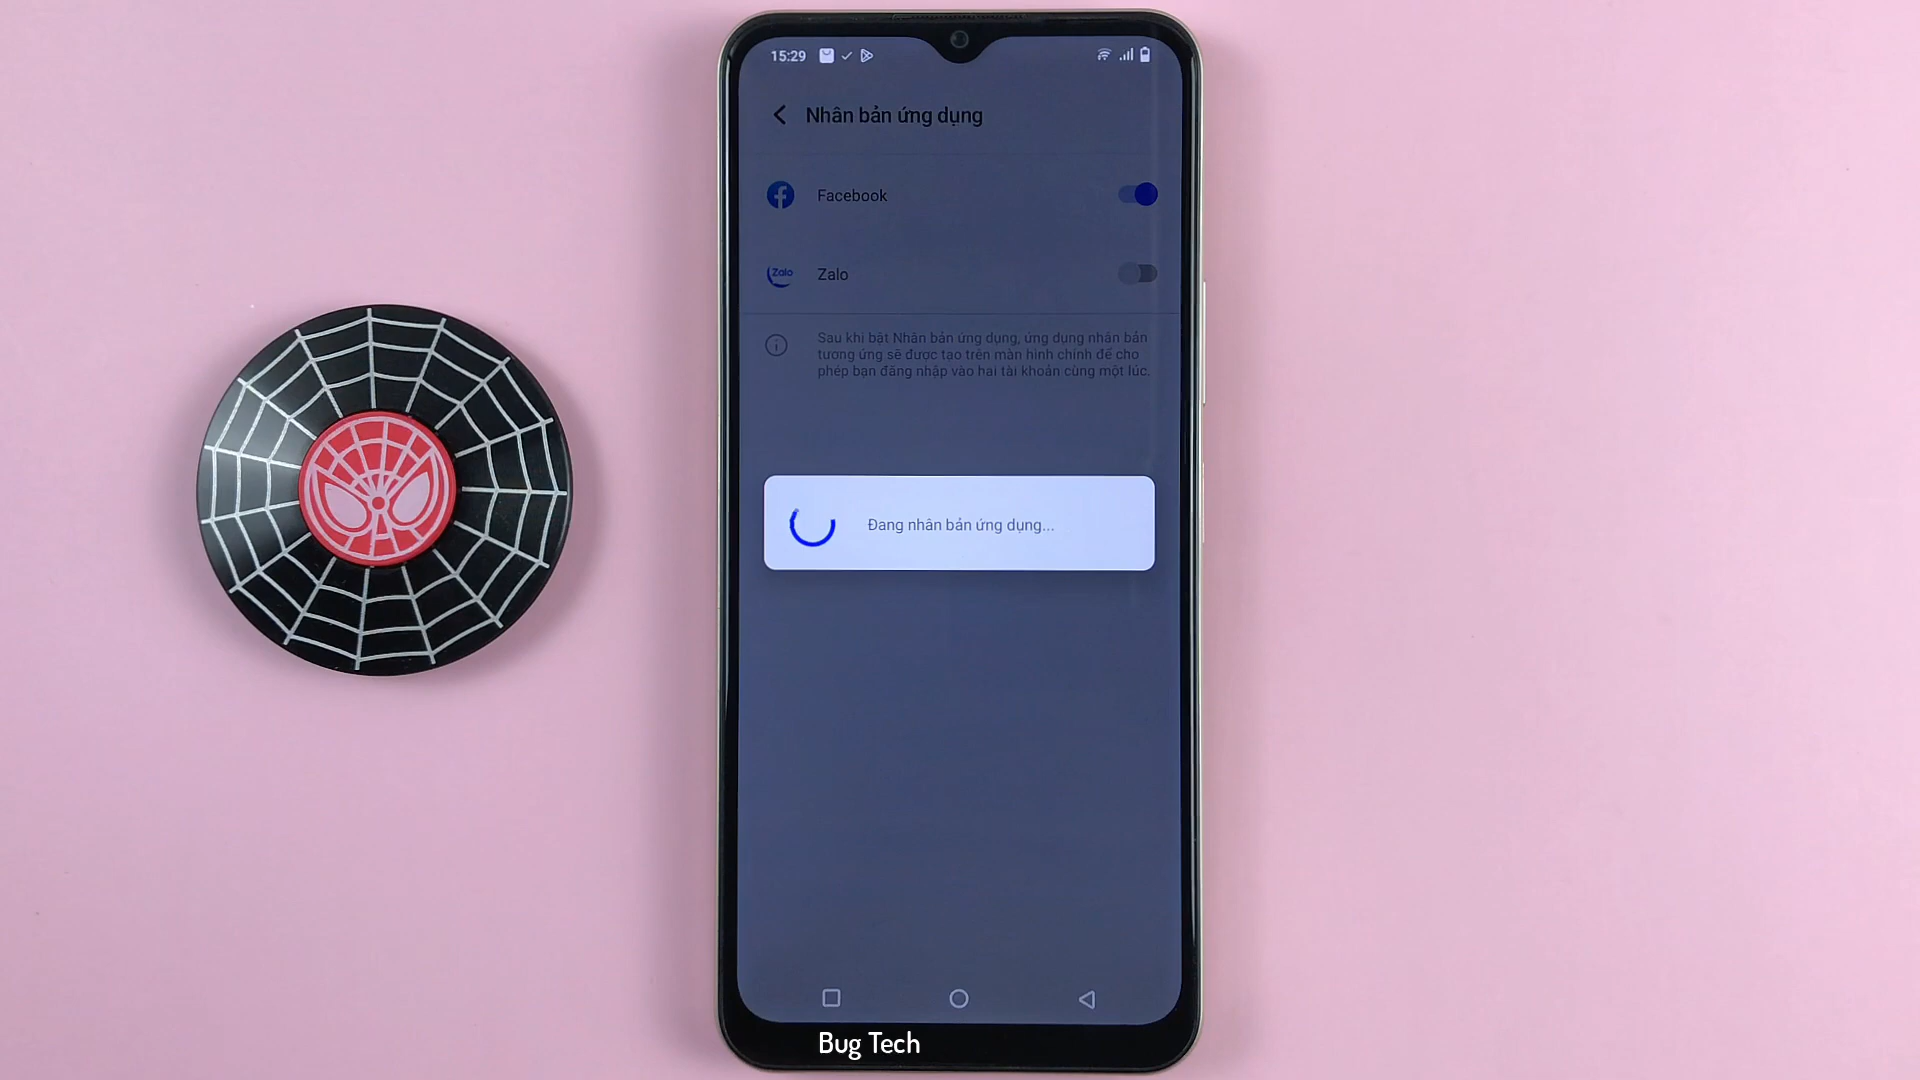 15:29
Nhân bản ứng dụng
Facebook
Zalo
Zalo
Sau khi bật Nhân bản ứng dụng, ứng dụng nhân bản
tương ứng sẽ được tạo trên màn hình chính để cho
phép bạn đăng nhập vào hai tài khoản cùng một lúc.
Đang nhân bản ứng dụng...
Bug Tech